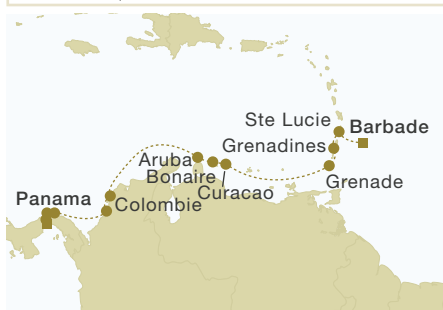 Ste Lucie
Barbade
Grenadines
Aruba
Bonaire
Curacao
Grenade
Panama
Colombie